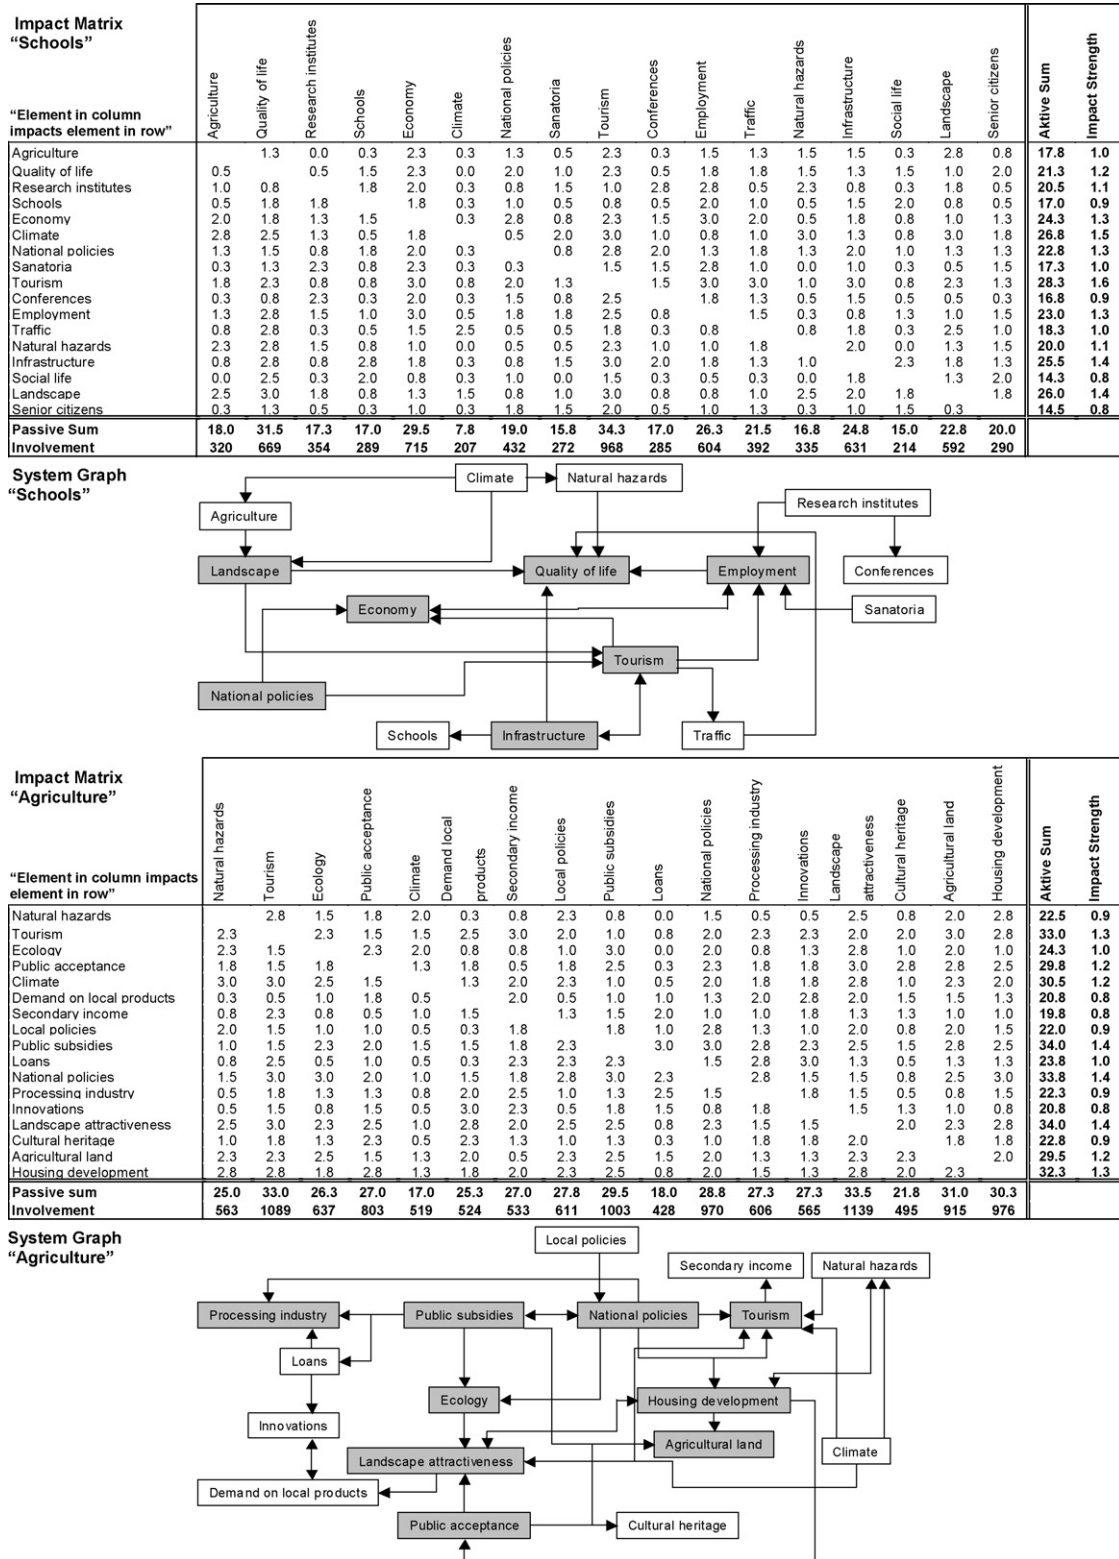 Impact Matrix
“Schools”
“Element in column
impacts element in row”
Agriculture Quality of life Research institutes Schools Economy Climate National policies Sanatoria Tourism Conferences Employment Traffic Natural hazards Infrastructure Social life Landscape Senior citizens Aktive Sum Impact Strength
Agriculture 1.3 0.0 0.3 2.3 0.3 1.3 0.5 2.3 0.3 1.5 1.3 1.5 1.5 0.3 2.8 0.8 17.8 1.0
Quality of life 0.5 0.5 1.5 2.3 0.0 2.0 1.0 2.3 0.5 1.8 1.8 1.5 1.3 1.5 1.0 2.0 21.3 1.2
Research institutes 1.0 0.8 1.8 2.0 0.3 0.8 1.5 1.0 2.8 2.8 0.5 2.3 0.8 0.3 1.8 0.5 20.5 1.1
Schools 0.5 1.8 1.8 1.8 0.3 1.0 0.5 0.8 0.5 2.0 1.0 0.5 1.5 2.0 0.8 0.5 17.0 0.9
Economy 2.0 1.8 1.3 1.5 0.3 2.8 0.8 2.3 1.5 3.0 2.0 0.5 1.8 0.8 1.0 1.3 24.3 1.3
Climate 2.8 2.5 1.3 0.5 1.8 0.5 2.0 3.0 1.0 0.8 1.0 3.0 1.3 0.8 3.0 1.8 26.8 1.5
National policies 1.3 1.5 0.8 1.8 2.0 0.3 0.8 2.8 2.0 1.3 1.8 1.3 2.0 1.0 1.3 1.3 22.8 1.3
Sanatoria 0.3 1.3 2.3 0.8 2.3 0.3 0.3 1.5 1.5 2.8 1.0 0.0 1.0 0.3 0.5 1.5 17.3 1.0
Tourism 1.8 2.3 0.8 0.8 3.0 0.8 2.0 1.3 1.5 3.0 3.0 1.0 3.0 0.8 2.3 1.3 28.3 1.6
Conferences 0.3 0.8 2.3 0.3 2.0 0.3 1.5 0.8 2.5 1.8 1.3 0.5 1.5 0.5 0.5 0.3 16.8 0.9
Employment 1.3 2.8 1.5 1.0 3.0 0.5 1.8 1.8 2.5 0.8 1.5 0.3 0.8 1.3 1.0 1.5 23.0 1.3
Traffic 0.8 2.8 0.3 0.5 1.5 2.5 0.5 0.5 1.8 0.3 0.8 0.8 1.8 0.3 2.5 1.0 18.3 1.0
Natural hazards 2.3 2.8 1.5 0.8 1.0 0.0 0.5 0.5 2.3 1.0 1.0 1.8 2.0 0.0 1.3 1.5 20.0 1.1
Infrastructure 0.8 2.8 0.8 2.8 1.8 0.3 0.8 1.5 3.0 2.0 1.8 1.3 1.0 2.3 1.8 1.3 25.5 1.4
Social life 0.0 2.5 0.3 2.0 0.8 0.3 1.0 0.0 1.5 0.3 0.5 0.3 0.0 1.8 1.3 2.0 14.3 0.8
Landscape 2.5 3.0 1.8 0.8 1.3 1.5 0.8 1.0 3.0 0.8 0.8 1.0 2.5 2.0 1.8 1.8 26.0 1.4
Senior citizens 0.3 1.3 0.5 0.3 1.0 0.3 1.8 1.5 2.0 0.5 1.0 1.3 0.3 1.0 1.5 0.3 14.5 0.8
Passive Sum 18.0 31.5 17.3 17.0 29.5 7.8 19.0 15.8 34.3 17.0 26.3 21.5 16.8 24.8 15.0 22.8 20.0
Involvement 320 669 354 289 715 207 432 272 968 285 604 392 335 631 214 592 290
System Graph
“Schools”
Climate Natural hazards
Research institutes
Agriculture
Landscape Quality of life Employment Conferences
Economy Sanatoria
Tourism
National policies
Schools Infrastructure Traffic
Impact Matrix
“Agriculture”
“Element in column impacts
element in row”
Natural hazards Tourism Ecology Public acceptance Climate Demand local products Secondary income Local policies Public subsidies Loans National policies Processing industry Innovations Landscape attractiveness Cultural heritage Agricultural land Housing development Aktive Sum Impact Strength
Natural hazards 2.8 1.5 1.8 2.0 0.3 0.8 2.3 0.8 0.0 1.5 0.5 0.5 2.5 0.8 2.0 2.8 22.5 0.9
Tourism 2.3 2.3 1.5 1.5 2.5 3.0 2.0 1.0 0.8 2.0 2.3 2.3 2.0 2.0 3.0 2.8 33.0 1.3
Ecology 2.3 1.5 2.3 2.0 0.8 0.8 1.0 3.0 0.0 2.0 0.8 1.3 2.8 1.0 2.0 1.0 24.3 1.0
Public acceptance 1.8 1.5 1.8 1.3 1.8 0.5 1.8 2.5 0.3 2.3 1.8 1.8 3.0 2.8 2.8 2.5 29.8 1.2
Climate 3.0 3.0 2.5 1.5 1.3 2.0 2.3 1.0 0.5 2.0 1.8 1.8 2.8 1.0 2.3 2.0 30.5 1.2
Demand on local products 0.3 0.5 1.0 1.8 0.5 2.0 0.5 1.0 1.0 1.3 2.0 2.8 2.0 1.5 1.5 1.3 20.8 0.8
Secondary income 0.8 2.3 0.8 0.5 1.0 1.5 1.3 1.5 2.0 1.0 1.0 1.8 1.3 1.3 1.0 1.0 19.8 0.8
Local policies 2.0 1.5 1.0 1.0 0.5 0.3 1.8 1.8 1.0 2.8 1.3 1.0 2.0 0.8 2.0 1.5 22.0 0.9
Public subsidies 1.0 1.5 2.3 2.0 1.5 1.5 1.8 2.3 3.0 3.0 2.8 2.3 2.5 1.5 2.8 2.5 34.0 1.4
Loans 0.8 2.5 0.5 1.0 0.5 0.3 2.3 2.3 2.3 1.5 2.8 3.0 1.3 0.5 1.3 1.3 23.8 1.0
National policies 1.5 3.0 3.0 2.0 1.0 1.5 1.8 2.8 3.0 2.3 2.8 1.5 1.5 0.8 2.5 3.0 33.8 1.4
Processing industry 0.5 1.8 1.3 1.3 0.8 2.0 2.5 1.0 1.3 2.5 1.5 1.8 1.5 0.5 0.8 1.5 22.3 0.9
Innovations 0.5 1.5 0.8 1.5 0.5 3.0 2.3 0.5 1.8 1.5 0.8 1.8 1.5 1.3 1.0 0.8 20.8 0.8
Landscape attractiveness 2.5 3.0 2.3 2.5 1.0 2.8 2.0 2.5 2.5 0.8 2.3 1.5 1.5 2.0 2.3 2.8 34.0 1.4
Cultural heritage 1.0 1.8 1.3 2.3 0.5 2.3 1.3 1.0 1.3 0.3 1.0 1.8 1.8 2.0 1.8 1.8 22.8 0.9
Agricultural land 2.3 2.3 2.5 1.5 1.3 2.0 0.5 2.3 2.5 1.5 2.0 1.3 1.3 2.3 2.3 2.0 29.5 1.2
Housing development 2.8 2.8 1.8 2.8 1.3 1.8 2.0 2.3 2.5 0.8 2.0 1.5 1.3 2.8 2.0 2.3 32.3 1.3
Passive sum 25.0 33.0 26.3 27.0 17.0 25.3 27.0 27.8 29.5 18.0 28.8 27.3 27.3 33.5 21.8 31.0 30.3
Involvement 563 1089 637 803 519 524 533 611 1003 428 970 606 565 1139 495 915 976
System Graph
“Agriculture”
Local policies
Secondary income Natural hazards
Processing industry Public subsidies National policies Tourism
Loans
Ecology Housing development
Innovations
Agricultural land Climate
Landscape attractiveness
Demand on local products
Public acceptance Cultural heritage